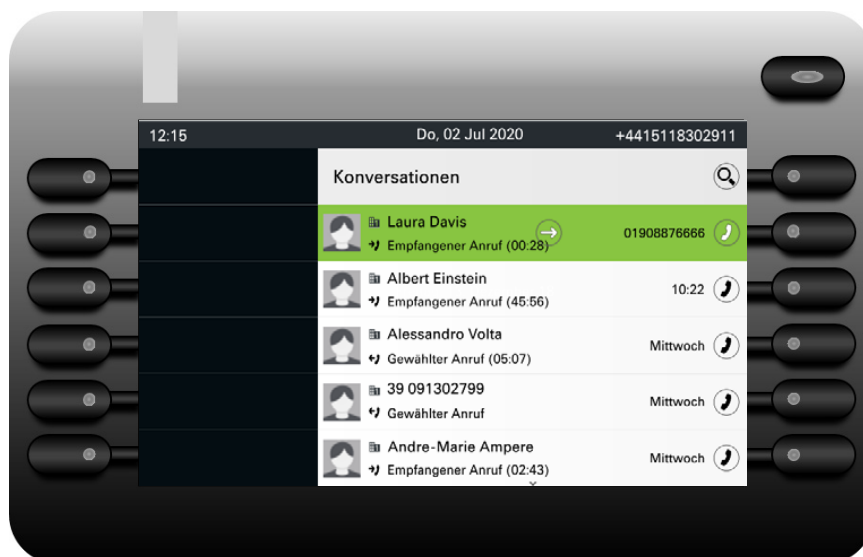 12:15 Do, 02 Jul 2020 +4415118302911
Konversationen
Laura Davis
Empfangener Anruf (00:28) 01908876666
Albert Einstein
Empfangener Anruf (45:56) 10:22
Alessandro Volta
Gewählter Anruf (05:07) Mittwoch
39 091302799
Gewählter Anruf Mittwoch
Andre-Marie Ampere
Empfangener Anruf (02:43) Mittwoch